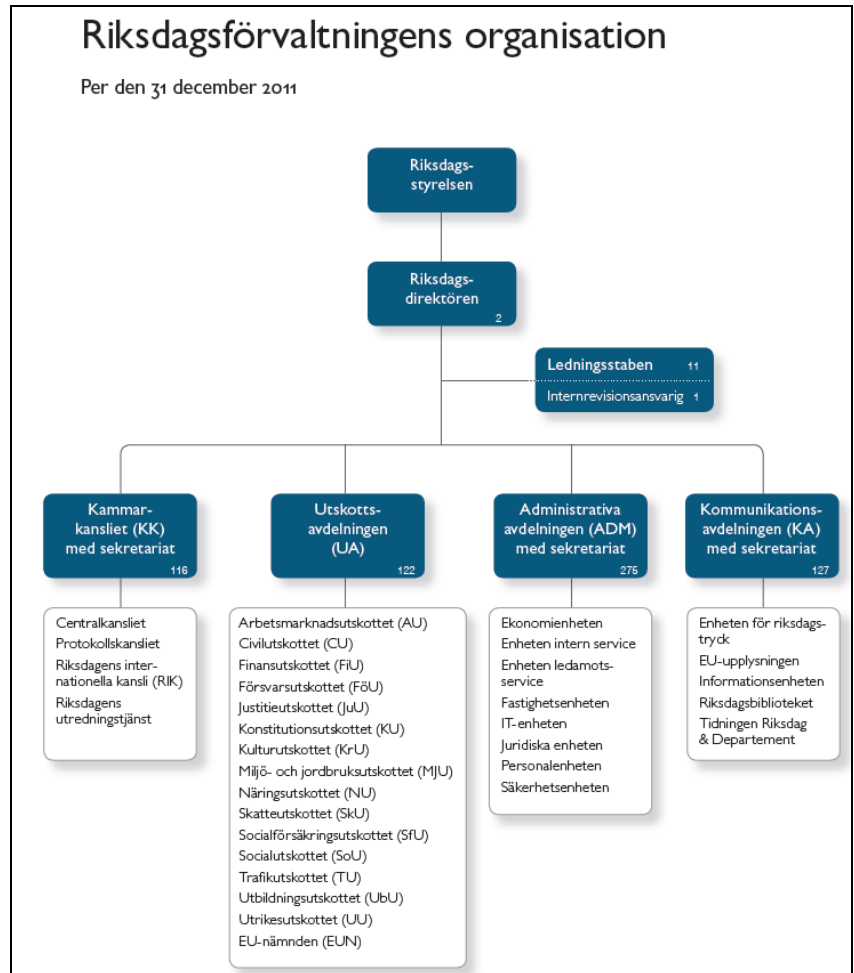 Riksdagsförvaltningens organisation
Per den 31 december 2011
Riksdags-
styrelsen
Riksdags-
direktören
2
Ledningsstaben 11
Internrevisionsansvarig 1
Kammar-
kansliet (KK)
med sekretariat
116
Centralkansliet
Protokollskansliet
Riksdagens inter-
nationella kansli (RIK)
Riksdagens
utredningstjänst
Utskotts-
avdelningen
(UA)
122
Arbetsmarknadsutskottet (AU)
Civilutskottet (CU)
Finansutskottet (FiU)
Försvarsutskottet (FöU)
Justitieutskottet (JuU)
Konstitutionsutskottet (KU)
Kulturutskottet (KrU)
Miljö- och jordbruksutskottet (MJU)
Näringsutskottet (NU)
Skatteutskottet (SkU)
Socialförsäkringsutskottet (SfU)
Socialutskottet (SoU)
Trafikutskottet (TU)
Utbildningsutskottet (UbU)
Utrikesutskottet (UU)
EU-nämnden (EUN)
Administrativa
avdelningen (ADM)
med sekretariat
275
Ekonomienheten
Enheten intern service
Enheten ledamots-
service
Fastighetsenheten
IT-enheten
Juridiska enheten
Personalenheten
Säkerhetsenheten
Kommunikations-
avdelningen (KA)
med sekretariat
127
Enheten för riksdags-
tryck
EU-upplysningen
Informationsenheten
Riksdagsbiblioteket
Tidningen Riksdag
& Departement